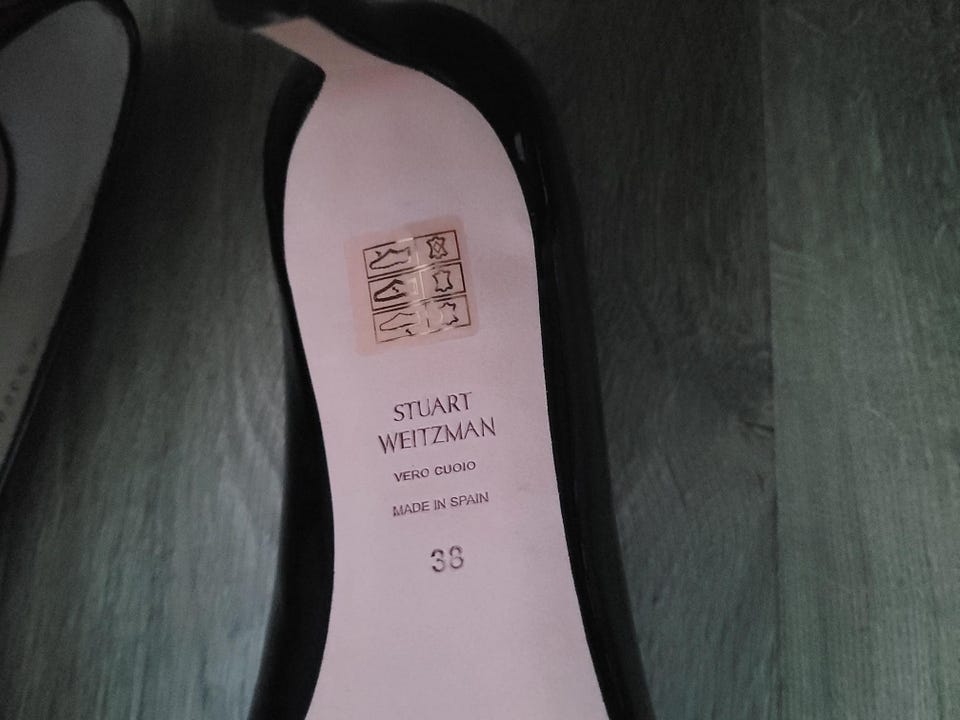 STUART
WEITZMAN
VERO CUOIO
MADE IN SPAIN
38